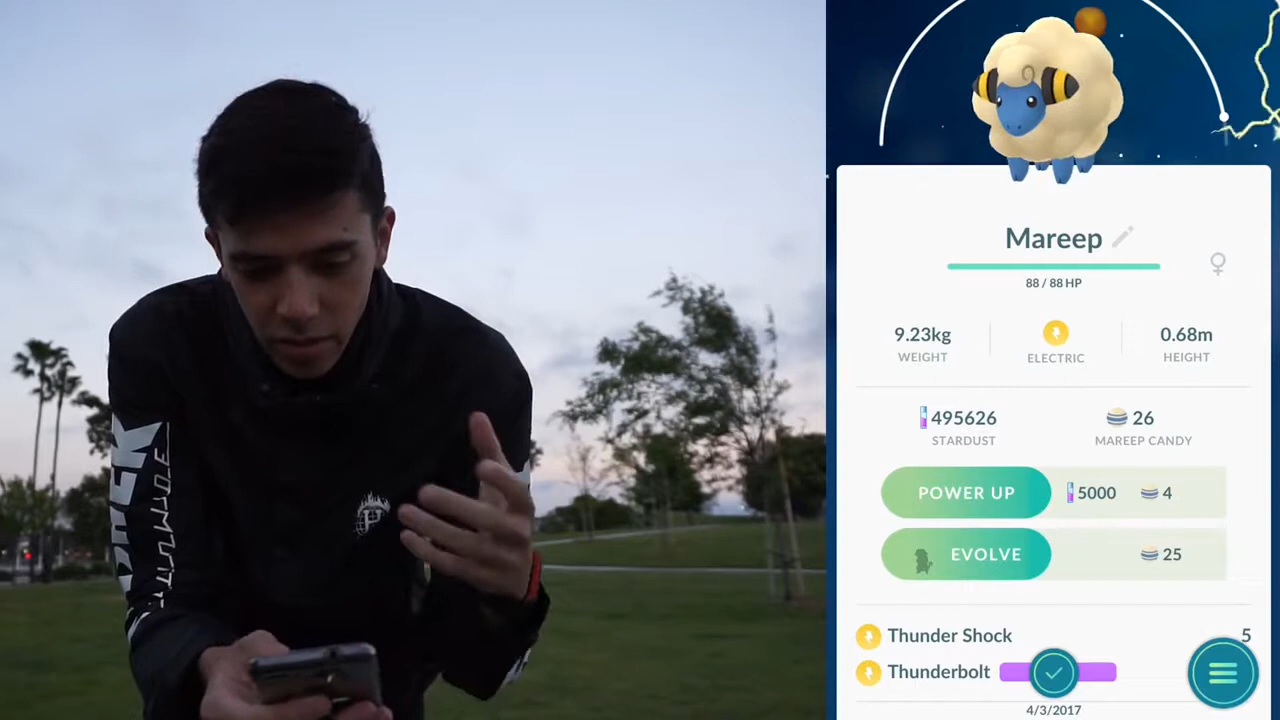 Mareep
88 / 88 HP
9.23kg
WEIGHT
ELECTRIC
0.68m
HEIGHT
495626
STARDUST
26
MAREEP CANDY
POWER UP
5000
4
EVOLVE
25
Thunder Shock
5
Thunderbolt
4/3/2017
P